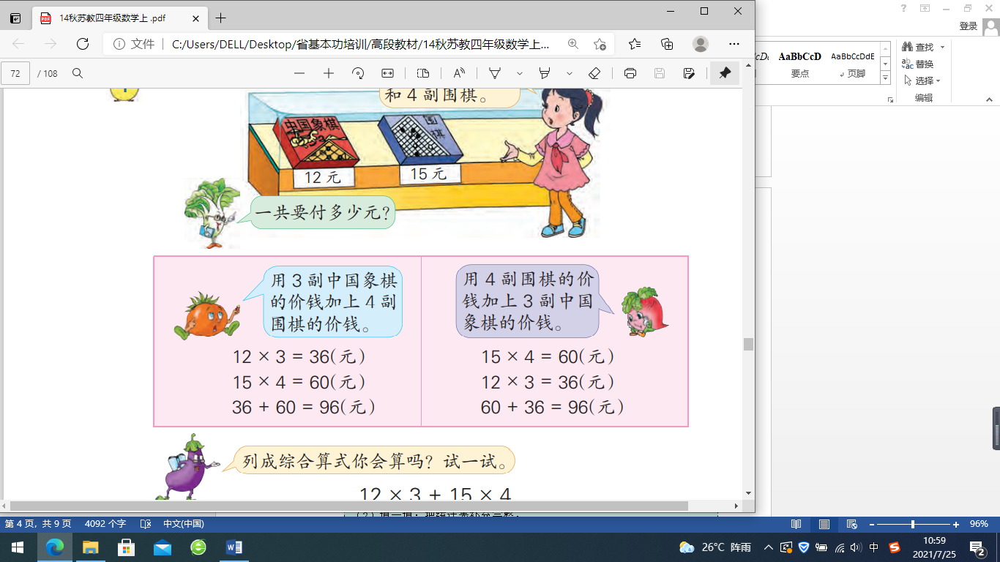 14秋苏教四年级数学上 .pdf
文件
C:/Users/DELL/Desktop/省基本功培训/高段教材/14秋苏教四年级数学上...
72 / 108
登录
AaBbCcD
AaBbCcDdE
要点
页脚
查找
替换
选择
编辑
和 4 副围棋。
中国象棋
围棋
12 元
15 元
一共要付多少元？
用 3 副中国象棋
的价钱加上 4 副
围棋的价钱。
12 × 3 = 36(元)
15 × 4 = 60(元)
36 + 60 = 96(元)
用 4 副围棋的价
钱加上 3 副中国
象棋的价钱。
15 × 4 = 60(元)
12 × 3 = 36(元)
60 + 36 = 96(元)
列成综合算式你会算吗？试一试。
12 × 3 + 15 × 4
第 4 页，共 9 页
4092 个字
中文(中国)
96%
26°C 阵雨
中
10:59
2021/7/25
2